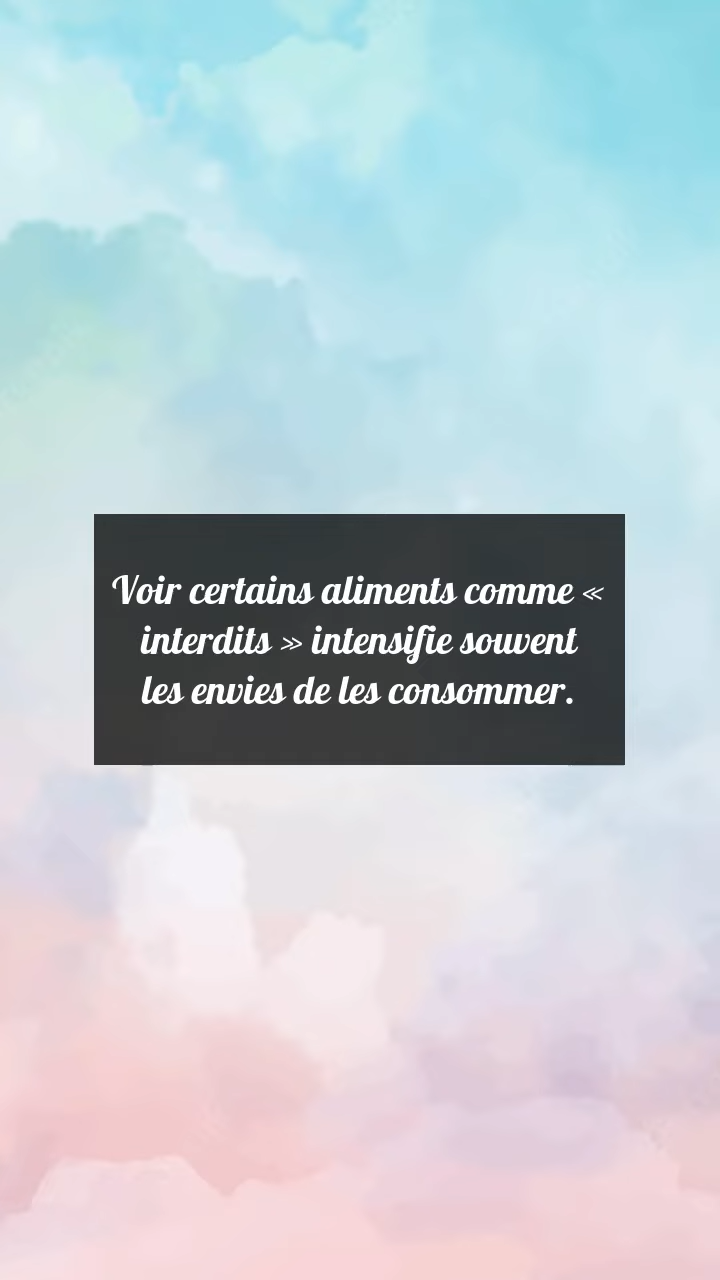 Voir certains aliments comme «
interdits » intensifie souvent
les envies de les consommer.